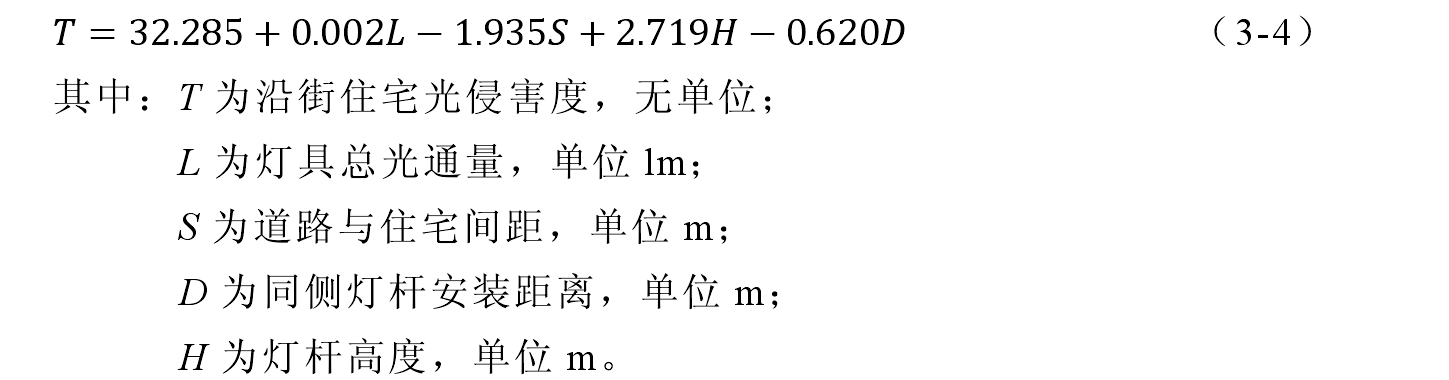 T = 32.285 + 0.002L − 1.935S + 2.719H − 0.620D （3-4）
其中：T 为沿街住宅光侵害度，无单位；
L 为灯具总光通量，单位 lm；
S 为道路与住宅间距，单位 m；
D 为同侧灯杆安装距离，单位 m；
H 为灯杆高度，单位 m。